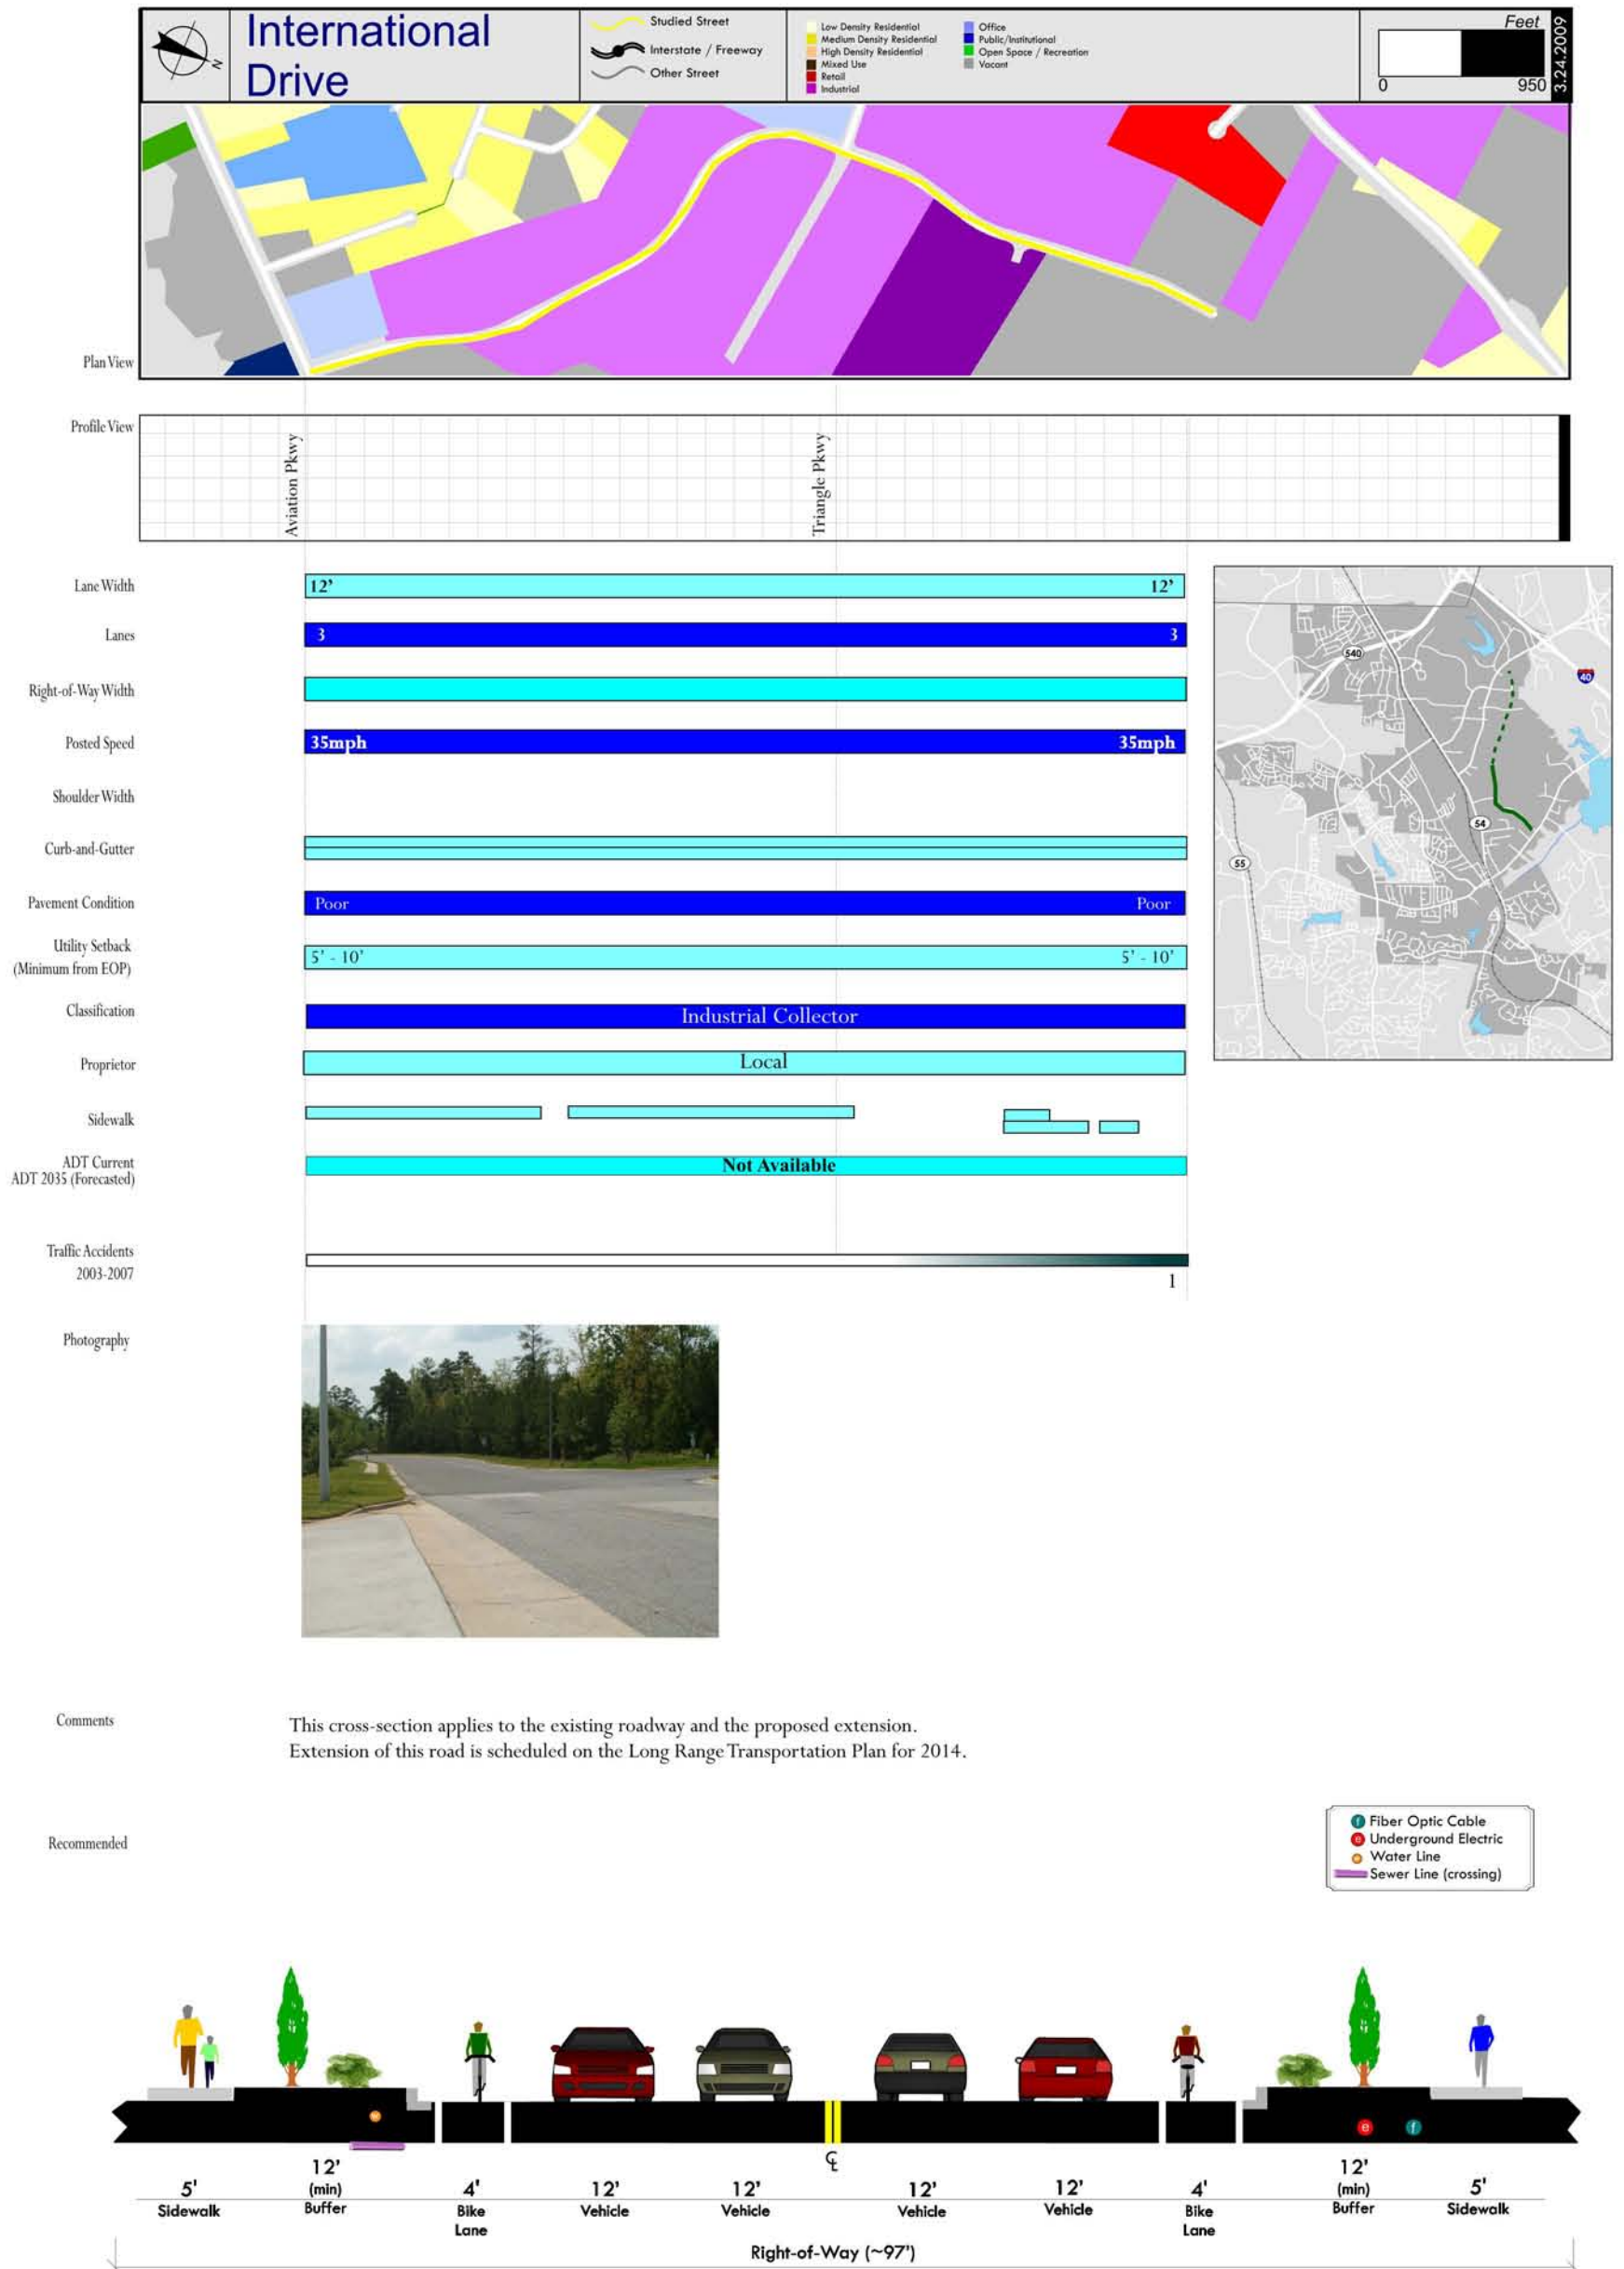 International
Drive
N
Studied Street
Interstate / Freeway
Other Street
Low Density Residential
Medium Density Residential
High Density Residential
Mixed Use
Retail
Industrial
Office
Public/Institutional
Open Space / Recreation
Vacant
Feet
0
950
3.24.2009
Plan View
Profile View
Aviation Pkwy
Triangle Pkwy
Lane Width
12’
12’
Lanes
3
3
Right-of-Way Width
Posted Speed
35mph
35mph
Shoulder Width
Curb-and-Gutter
Pavement Condition
Poor
Poor
Utility Setback
(Minimum from EOP)
5' - 10'
5' - 10'
Classification
Industrial Collector
Proprietor
Local
Sidewalk
ADT Current
ADT 2035 (Forecasted)
Not Available
Traffic Accidents
2003-2007
1
540
40
54
55
Photography
Comments
This cross-section applies to the existing roadway and the proposed extension.
Extension of this road is scheduled on the Long Range Transportation Plan for 2014.
Recommended
f Fiber Optic Cable
e Underground Electric
Water Line
Sewer Line (crossing)
e
f
℄
5'
Sidewalk
12'
(min)
Buffer
4'
Bike
Lane
12'
Vehicle
12'
Vehicle
12'
Vehicle
12'
Vehicle
4'
Bike
Lane
12'
(min)
Buffer
5'
Sidewalk
Right-of-Way (~97')